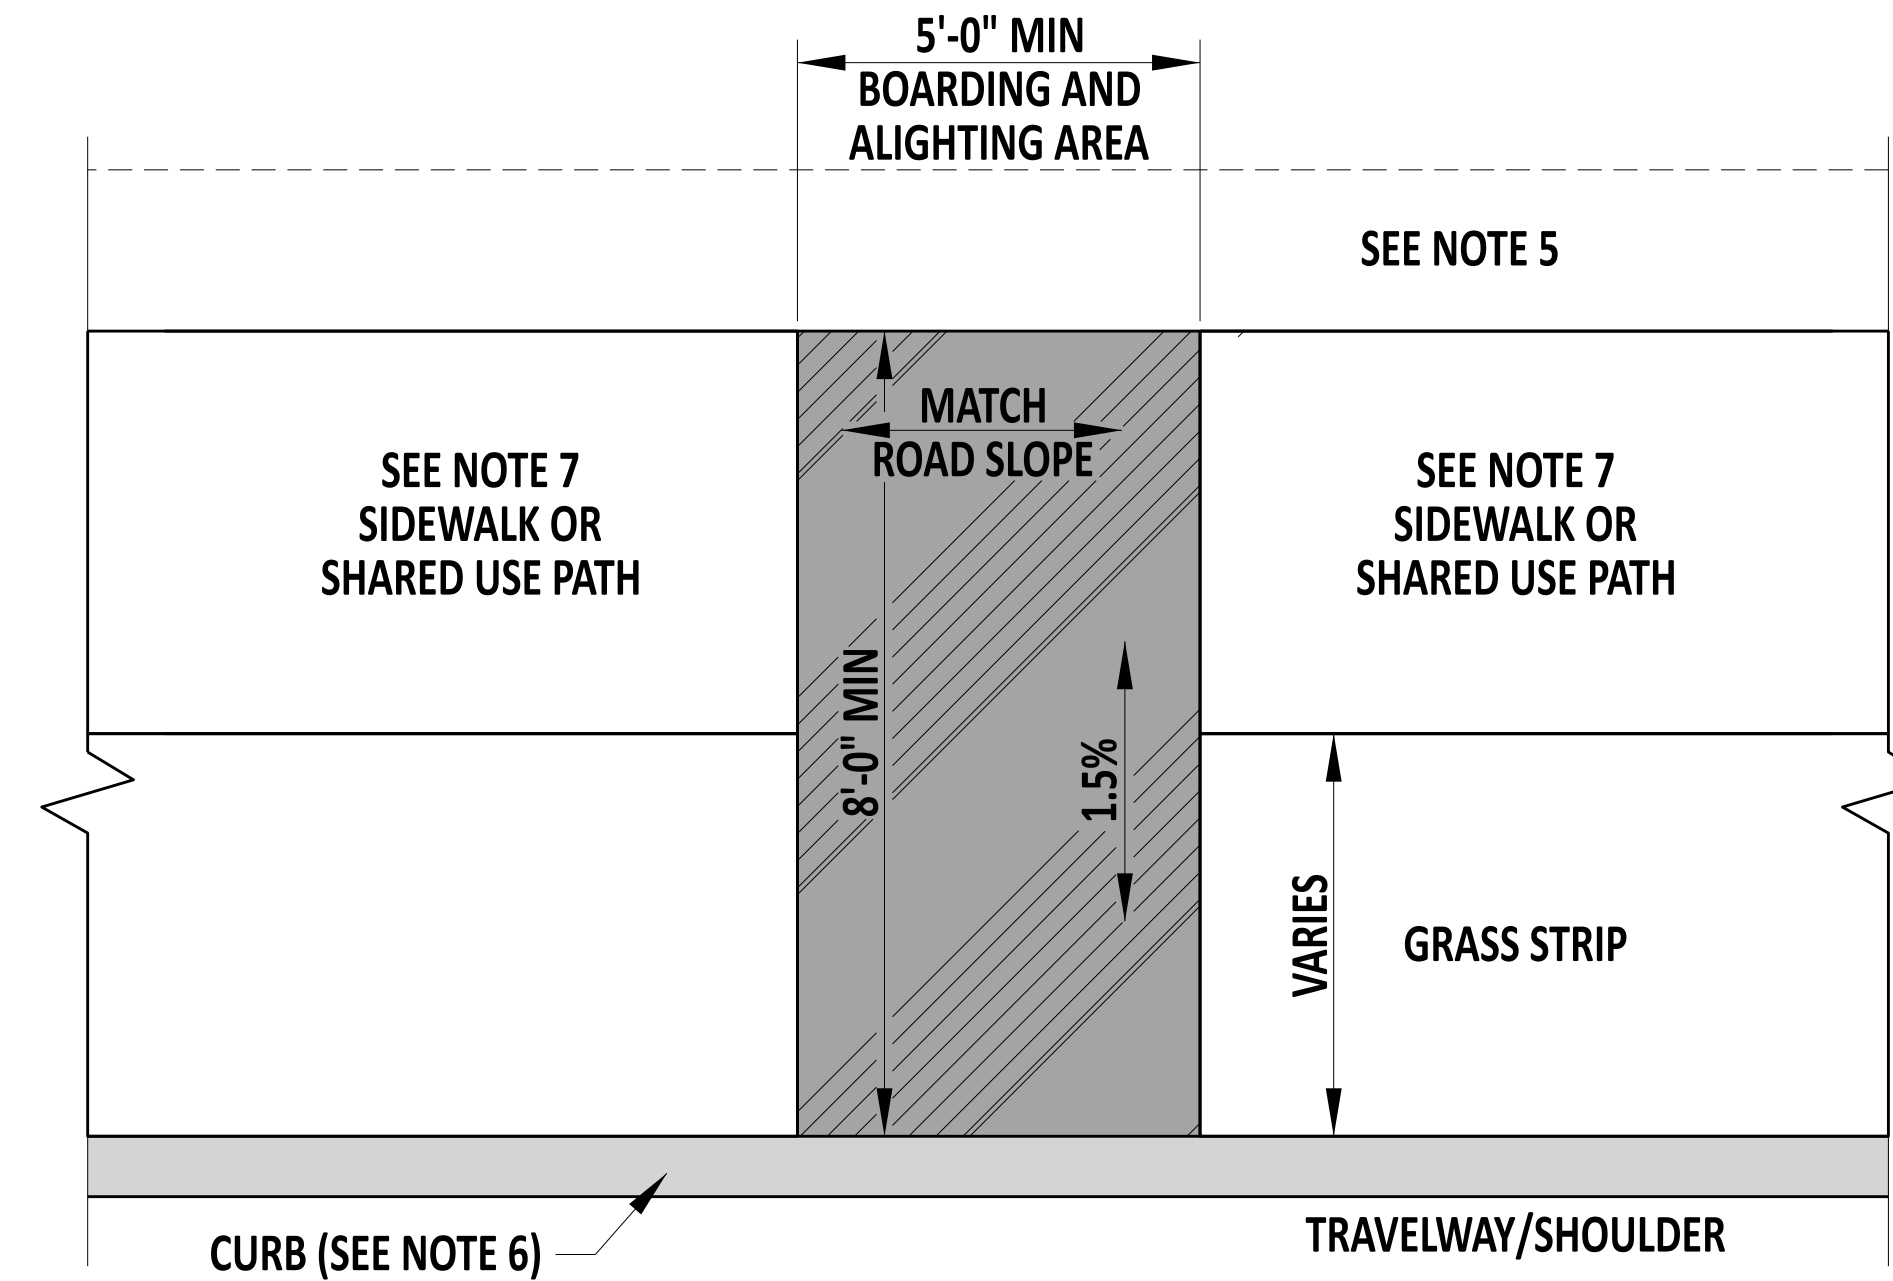 5'-0" MIN
BOARDING AND
ALIGHTING AREA
SEE NOTE 5
MATCH
ROAD SLOPE
SEE NOTE 7
SIDEWALK OR
SHARED USE PATH
SEE NOTE 7
SIDEWALK OR
SHARED USE PATH
8'-0" MIN
1.5%
VARIES
GRASS STRIP
CURB (SEE NOTE 6)
TRAVELWAY/SHOULDER